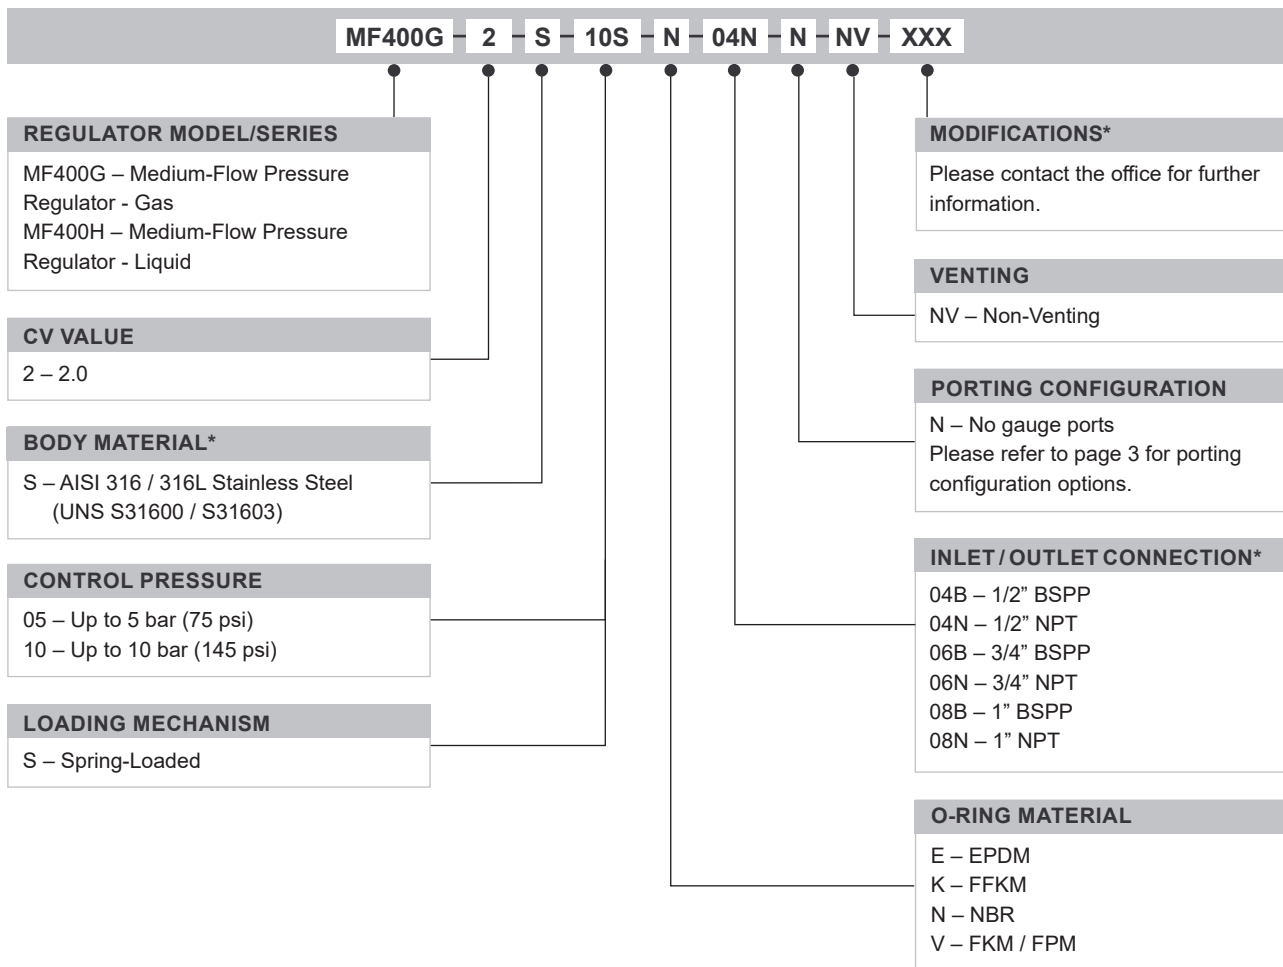 MF400G 2 S 10S N 04N N NV XXX
REGULATOR MODEL/SERIES
MF400G – Medium-Flow Pressure
Regulator - Gas
MF400H – Medium-Flow Pressure
Regulator - Liquid
CV VALUE
2 – 2.0
BODY MATERIAL*
S – AISI 316 / 316L Stainless Steel
(UNS S31600 / S31603)
CONTROL PRESSURE
05 – Up to 5 bar (75 psi)
10 – Up to 10 bar (145 psi)
LOADING MECHANISM
S – Spring-Loaded
MODIFICATIONS*
Please contact the office for further
information.
VENTING
NV – Non-Venting
PORTING CONFIGURATION
N – No gauge ports
Please refer to page 3 for porting
configuration options.
INLET / OUTLET CONNECTION*
04B – 1/2” BSPP
04N – 1/2” NPT
06B – 3/4” BSPP
06N – 3/4” NPT
08B – 1” BSPP
08N – 1” NPT
O-RING MATERIAL
E – EPDM
K – FFKM
N – NBR
V – FKM / FPM